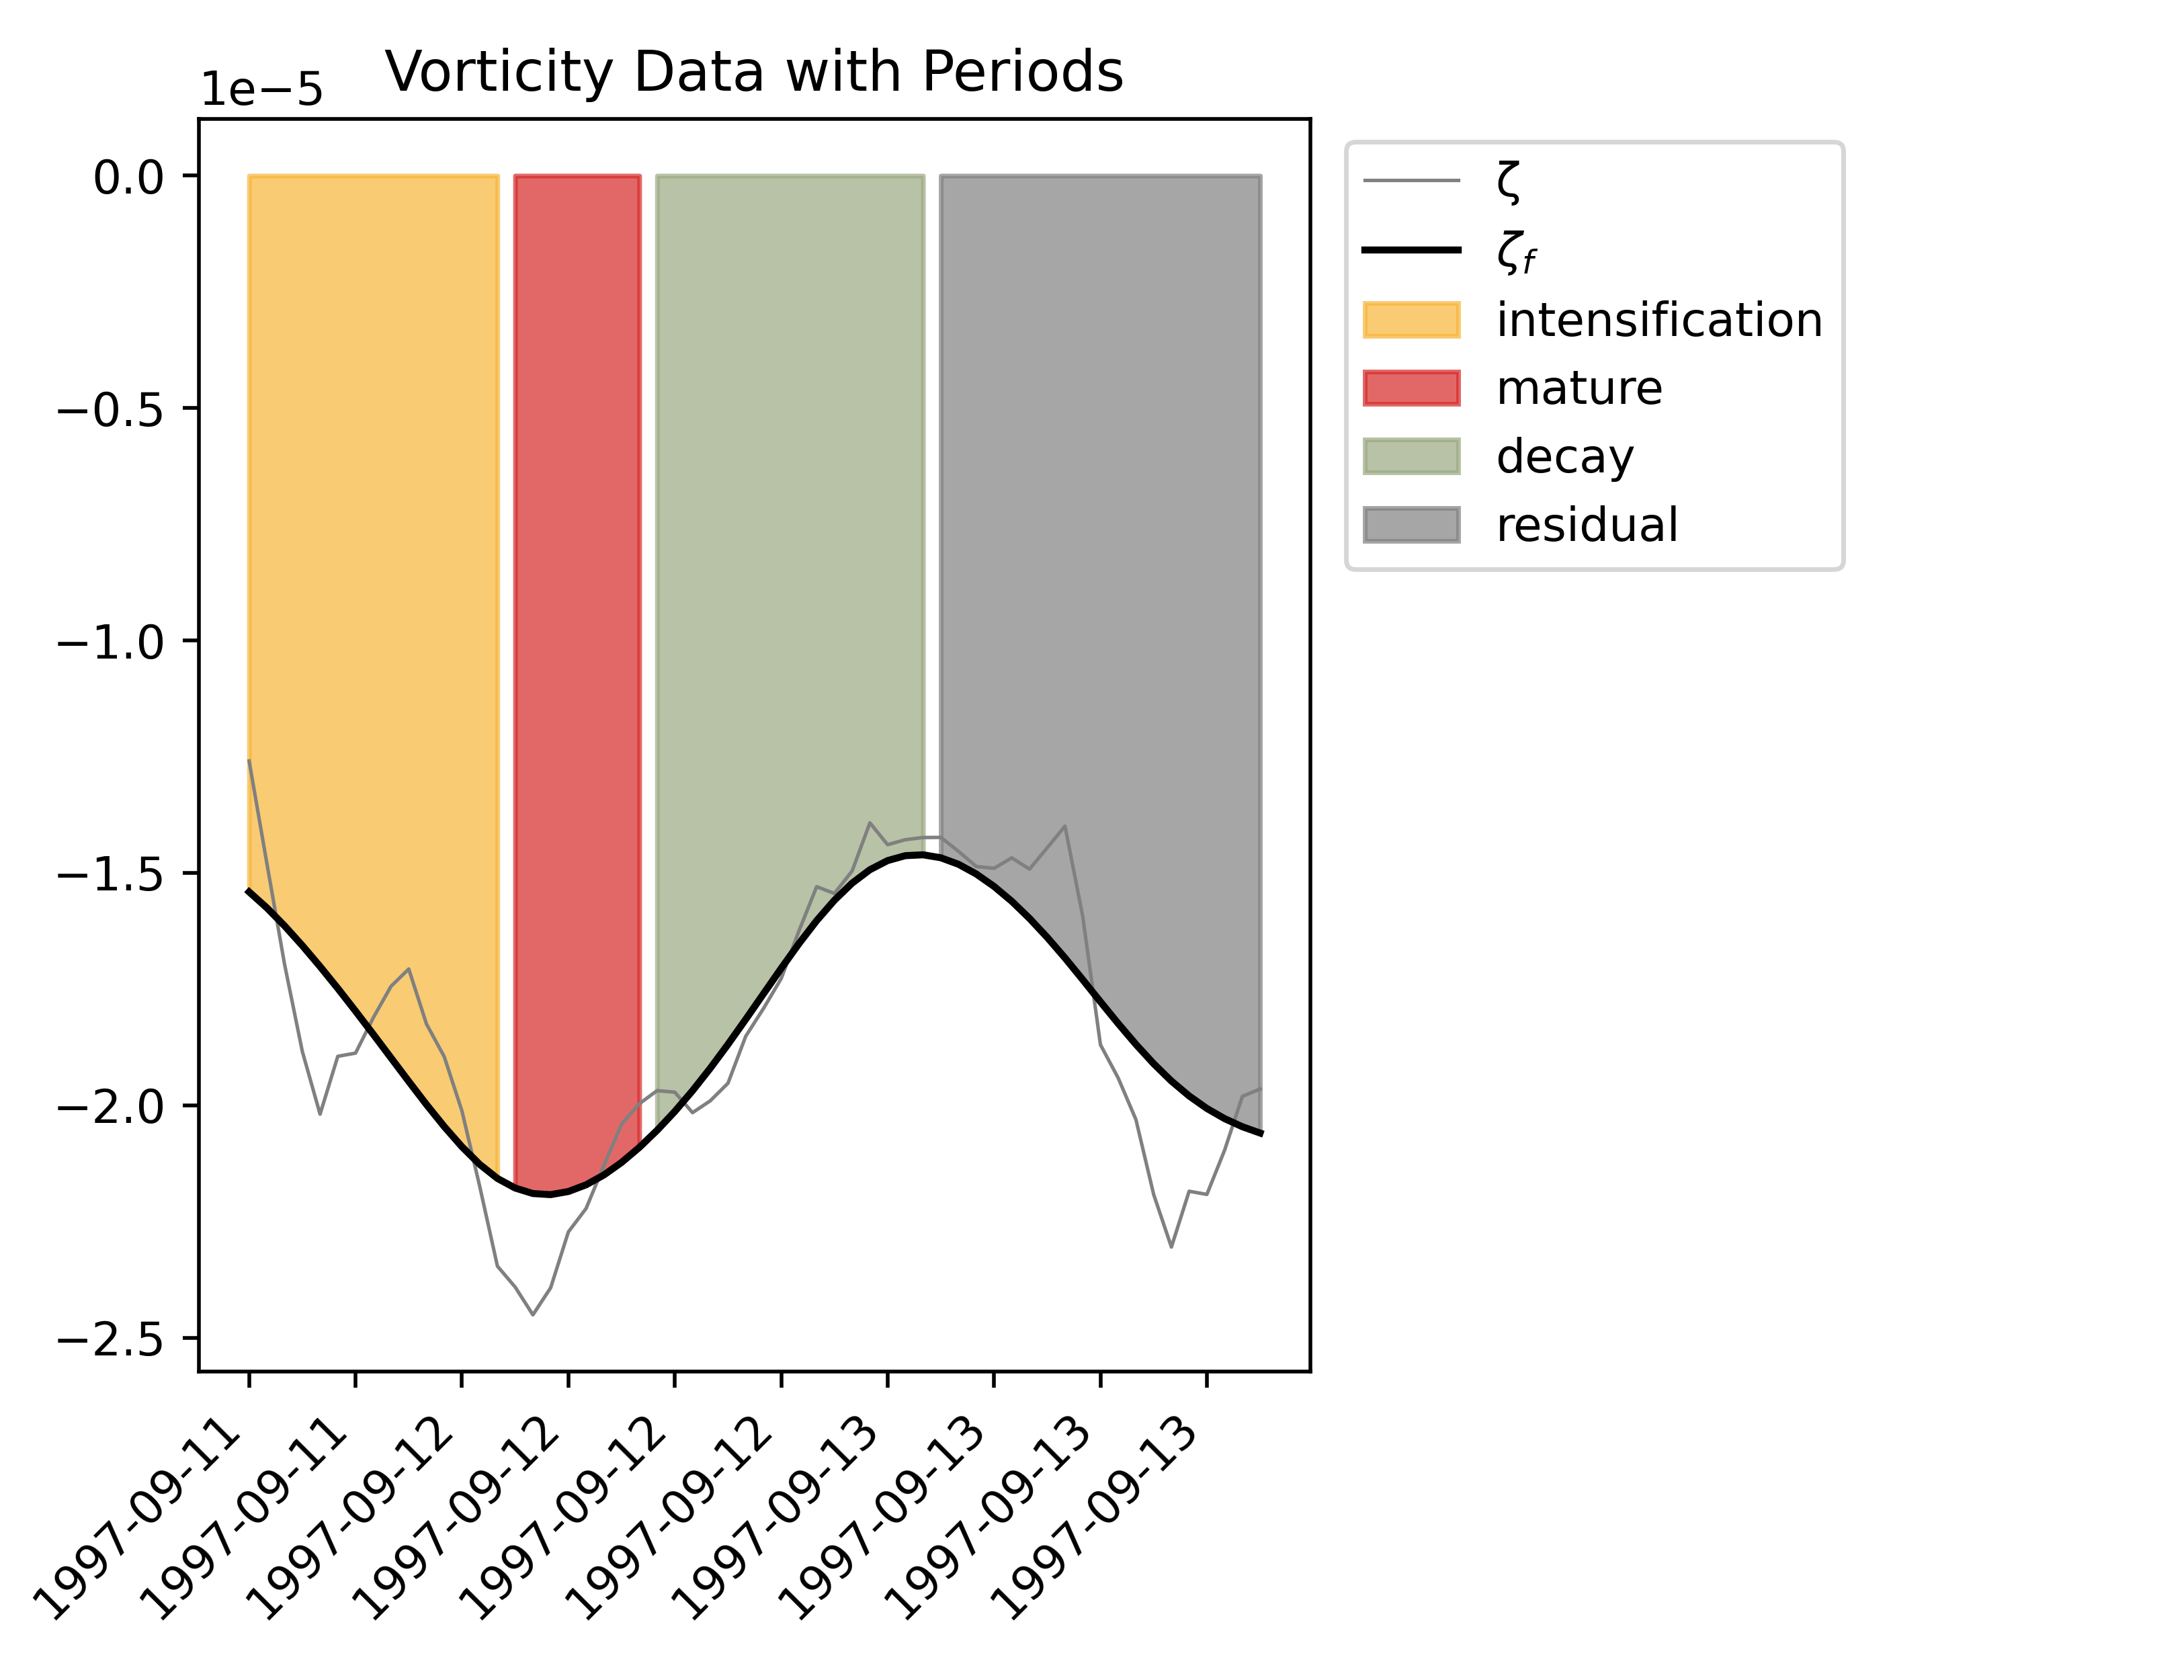 Vorticity Data with Periods
1e−5
0.0
−0.5
−1.0
−1.5
−2.0
−2.5
1997-09-11
1997-09-11
1997-09-12
1997-09-12
1997-09-12
1997-09-12
1997-09-13
1997-09-13
1997-09-13
1997-09-13
ζ
ζf
intensification
mature
decay
residual